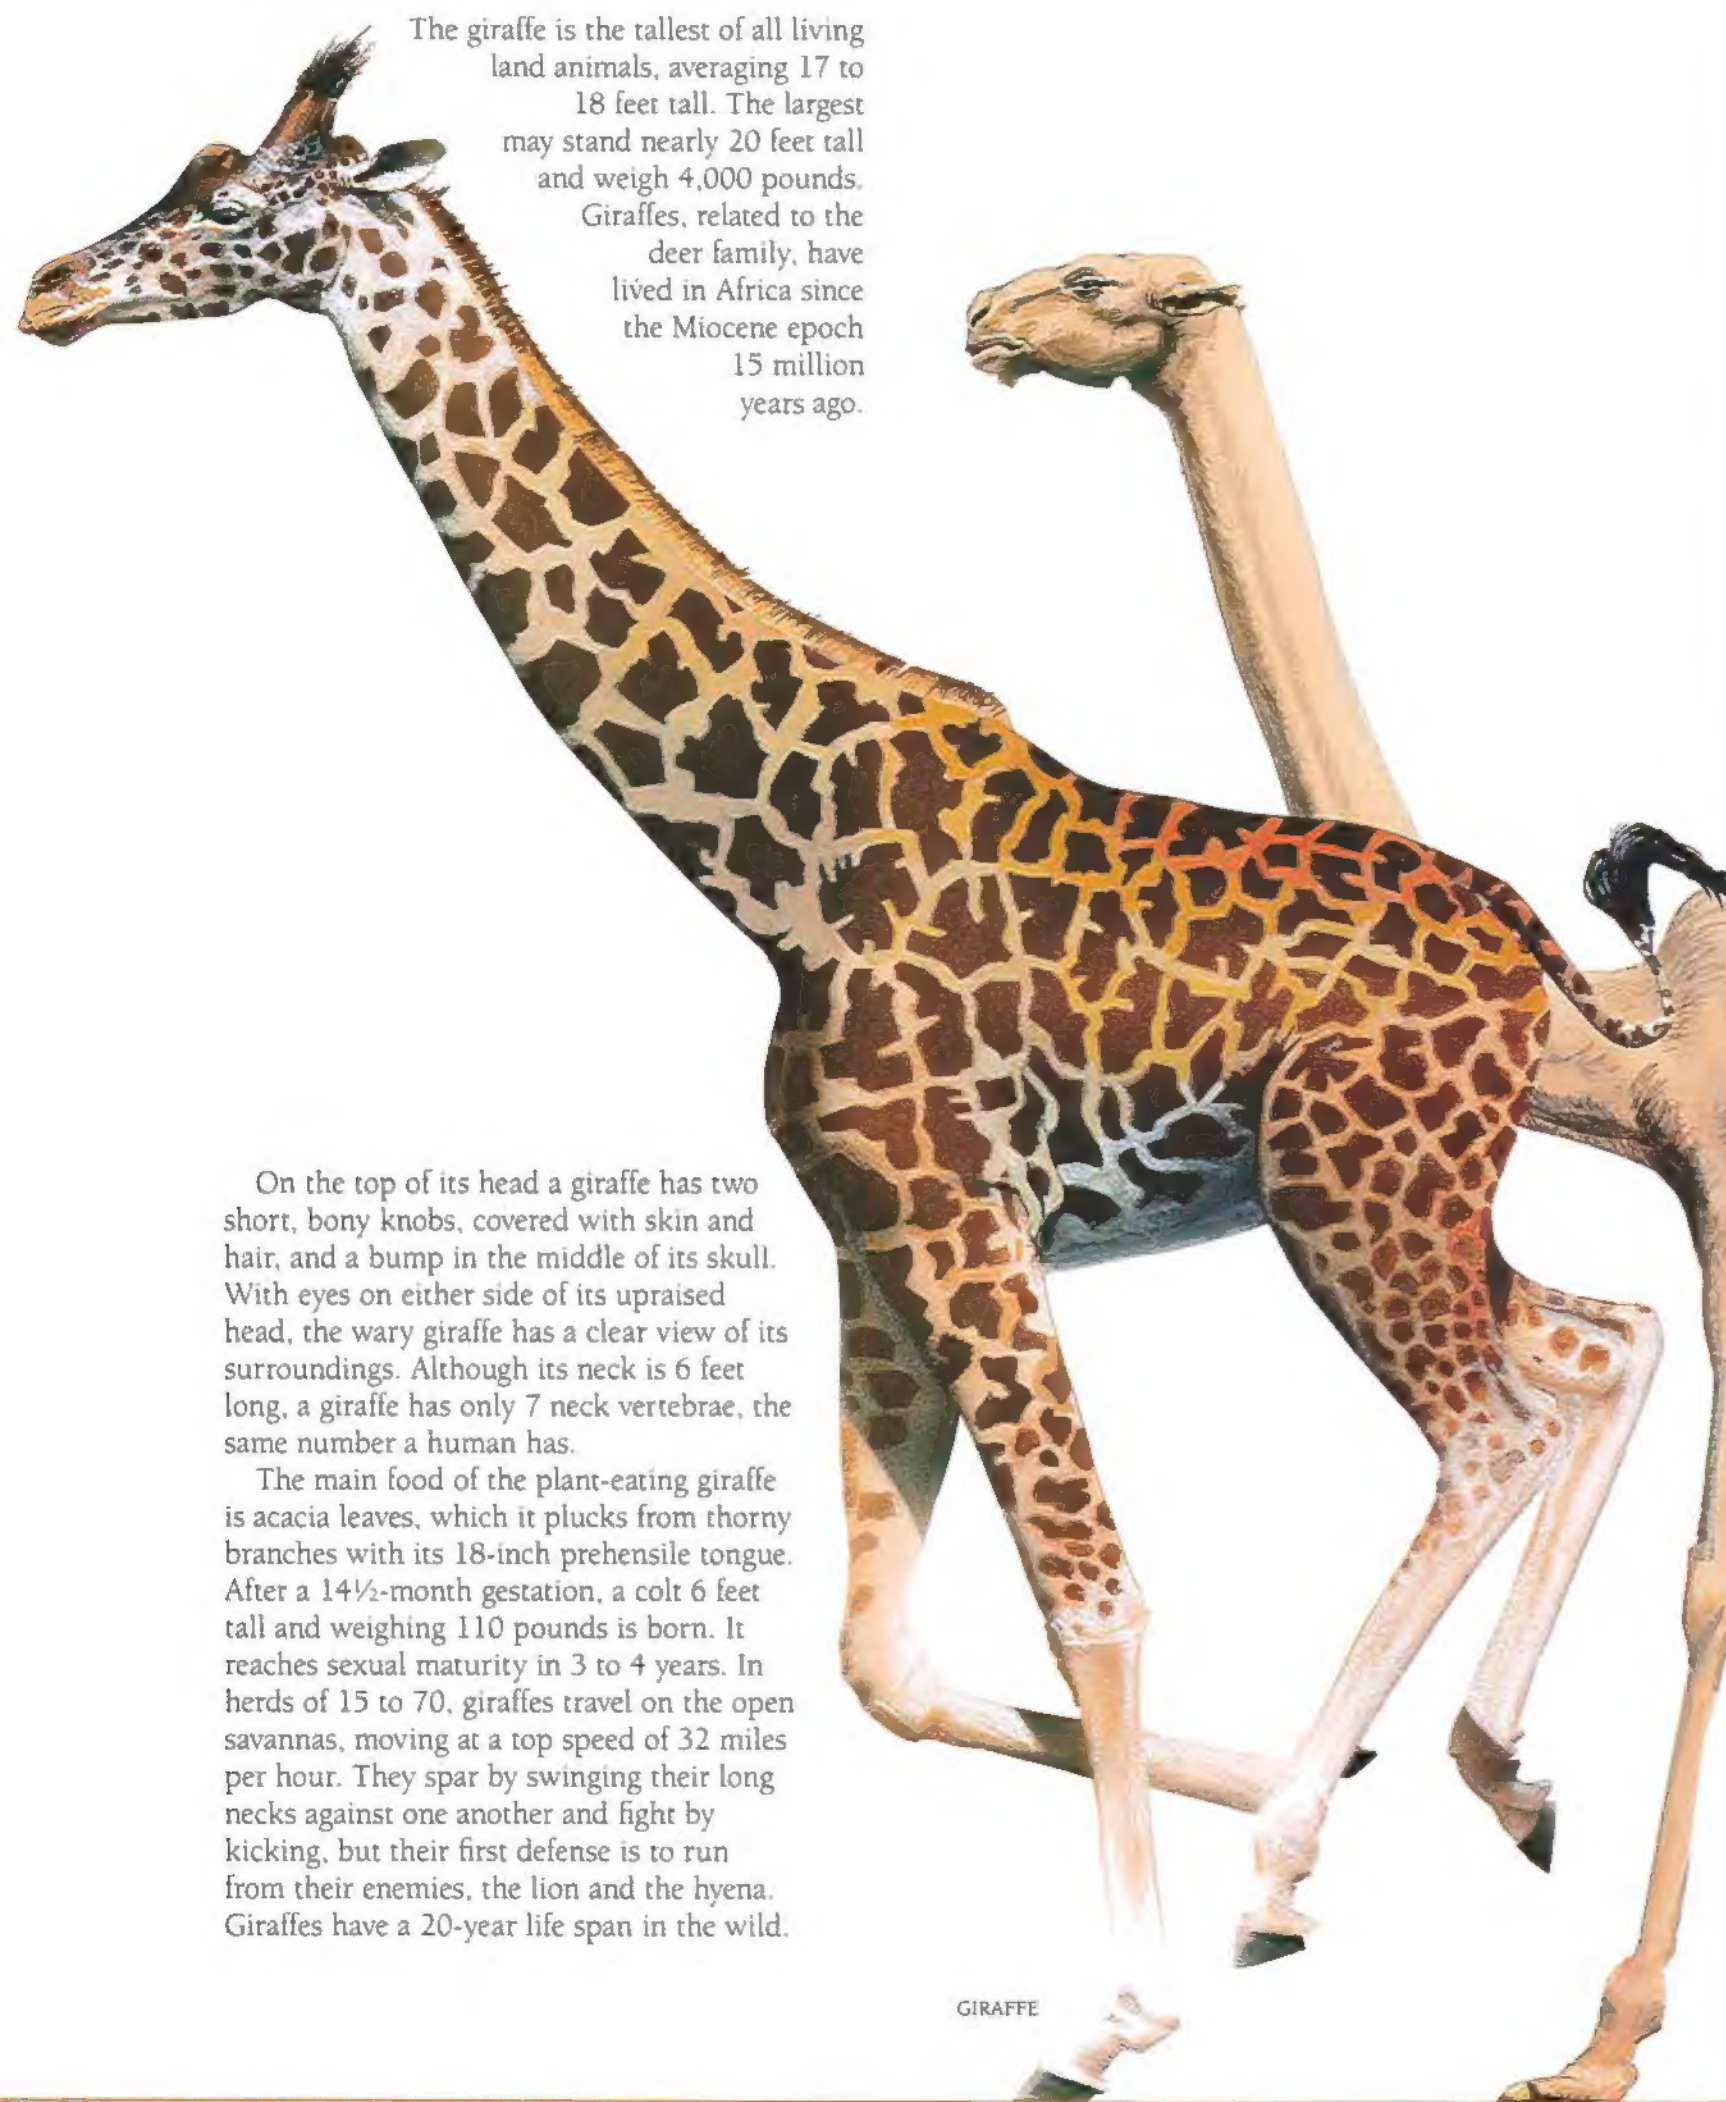 The giraffe is the tallest of all living
land animals, averaging 17 to
18 feet tall. The largest
may stand nearly 20 feet tall
and weigh 4,000 pounds.
Giraffes, related to the
deer family, have
lived in Africa since
the Miocene epoch
15 million
years ago.
On the top of its head a giraffe has two
short, bony knobs, covered with skin and
hair, and a bump in the middle of its skull.
With eyes on either side of its upraised
head, the wary giraffe has a clear view of its
surroundings. Although its neck is 6 feet
long, a giraffe has only 7 neck vertebrae, the
same number a human has.
The main food of the plant-eating giraffe
is acacia leaves, which it plucks from thorny
branches with its 18-inch prehensile tongue.
After a 14½-month gestation, a colt 6 feet
tall and weighing 110 pounds is born. It
reaches sexual maturity in 3 to 4 years. In
herds of 15 to 70, giraffes travel on the open
savannas, moving at a top speed of 32 miles
per hour. They spar by swinging their long
necks against one another and fight by
kicking, but their first defense is to run
from their enemies, the lion and the hyena.
Giraffes have a 20-year life span in the wild.
GIRAFFE